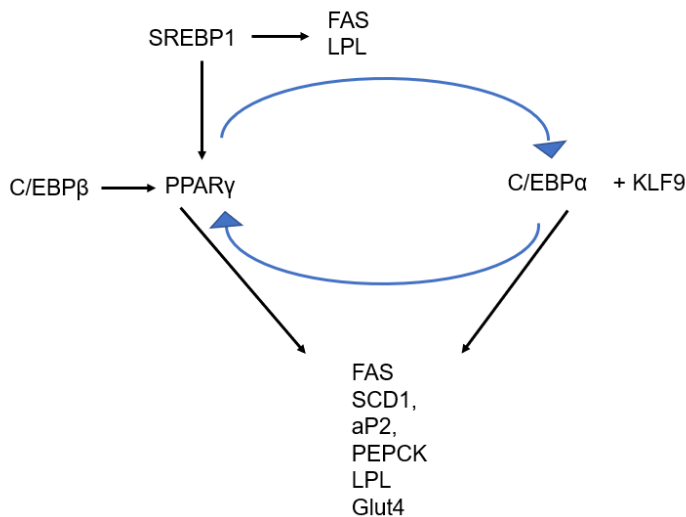 FAS
SREBP1
LPL
C/EBPβ
PPARγ
C/EBPα + KLF9
FAS
SCD1,
aP2,
PEPCK
LPL
Glut4